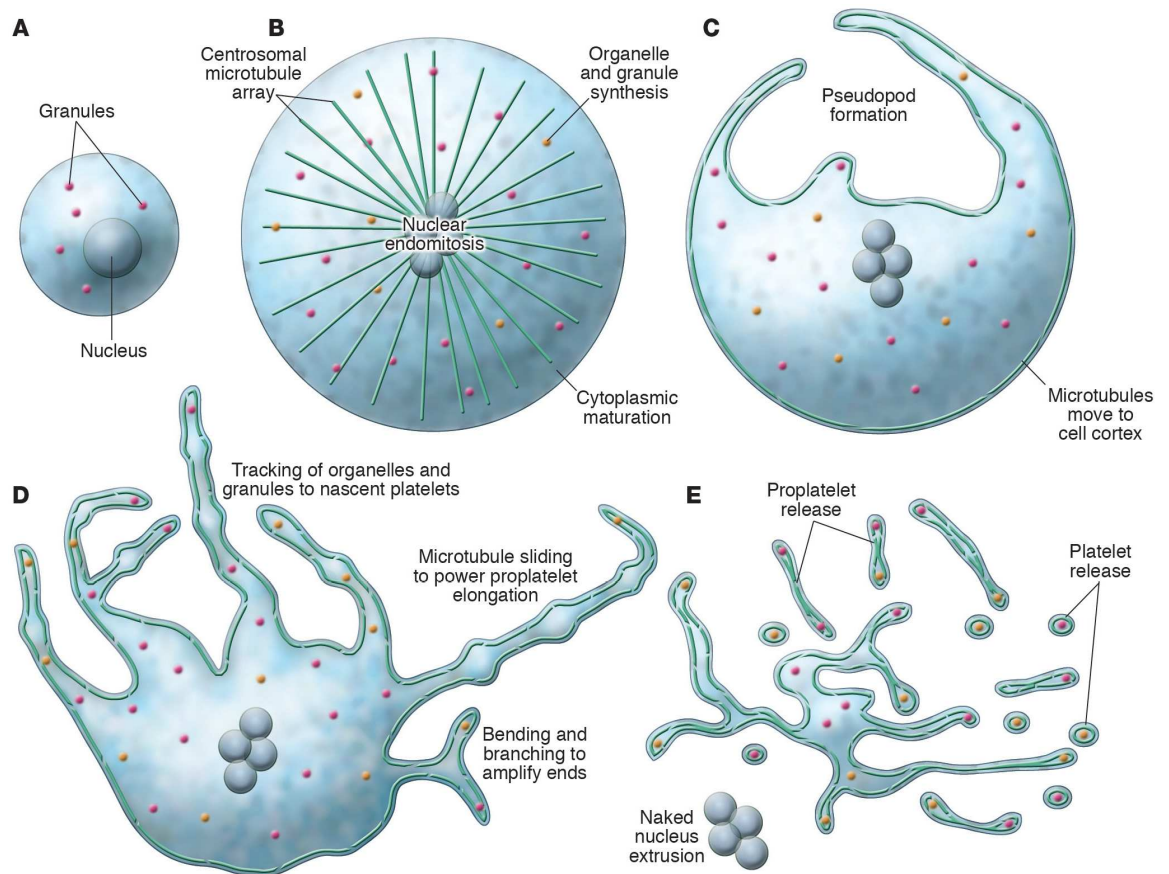 A
Granules
Nucleus
B
Centrosomal
microtubule
array
Organelle
and granule
synthesis
Nuclear
endomitosis
Cytoplasmic
maturation
C
Pseudopod
formation
Microtubules
move to
cell cortex
D
Tracking of organelles and
granules to nascent platelets
Microtubule sliding
to power proplatelet
elongation
Bending and
branching to
amplify ends
E
Proplatelet
release
Platelet
release
Naked
nucleus
extrusion